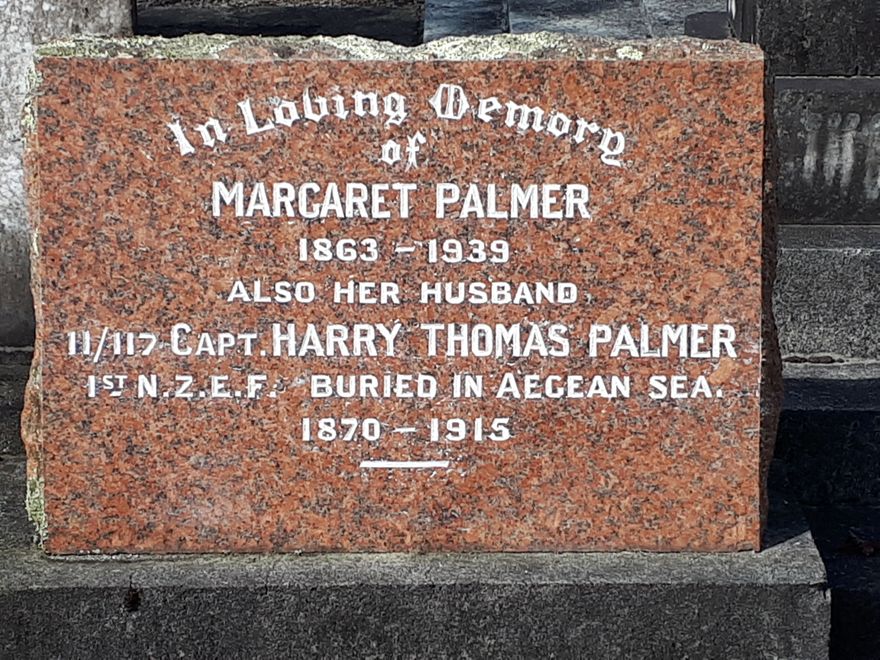 In Loving Memory
of
MARGARET PALMER
1863 – 1939
ALSO HER HUSBAND
11/117 CAPT. HARRY THOMAS PALMER
1ST N.Z.E.F. BURIED IN AEGEAN SEA.
1870 – 1915